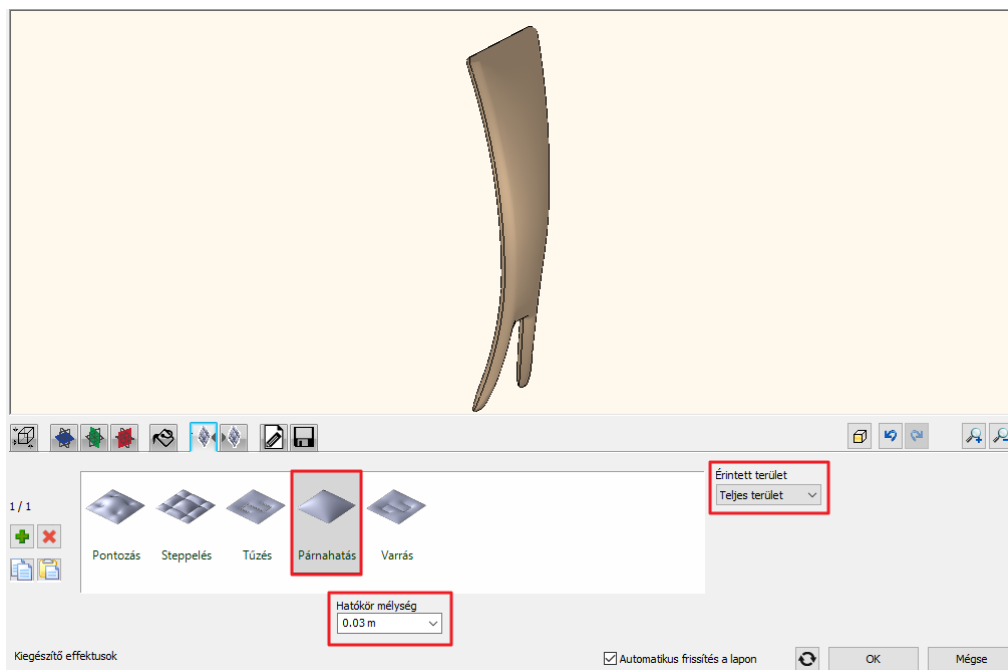 Érintett terület
Teljes terület
1 / 1
Pontozás
Steppelés
Tűzés
Párnahatás
Varrás
Hatókör mélység
0.03 m
Kiegészítő effektusok
Automatikus frissítés a lapon
OK
Mégse